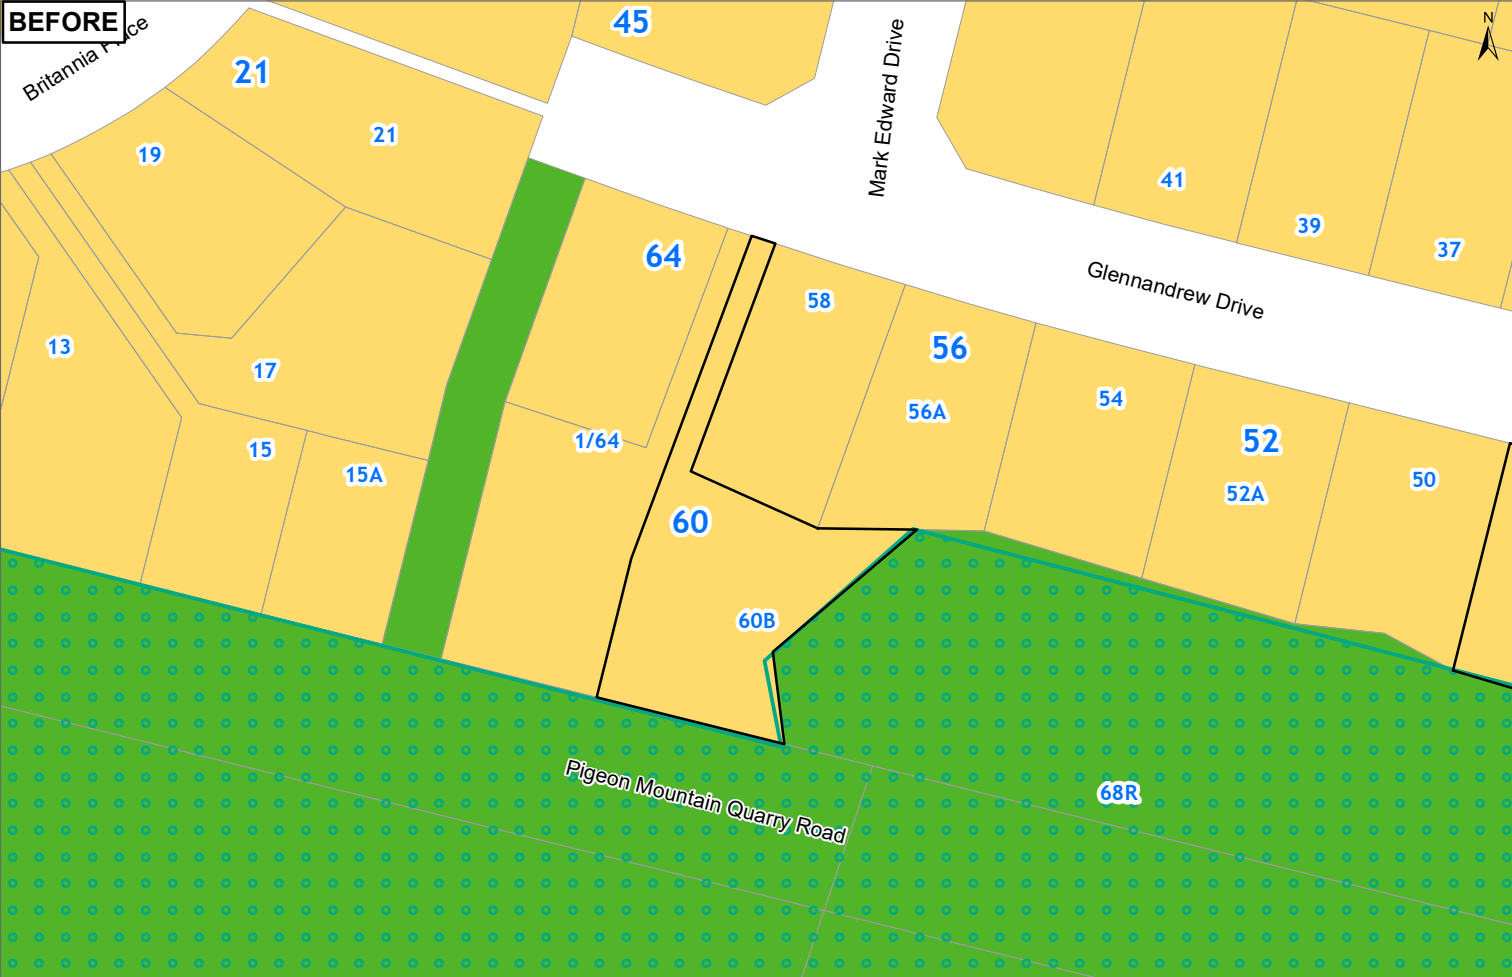 BEFORE
Britannia Place
45
Mark Edward Drive
N
21
21
19
41
39
37
64
58
Glennandrew Drive
13
17
56
56A
54
1/64
15
15A
52
52A
50
60
60B
Pigeon Mountain Quarry Road
68R